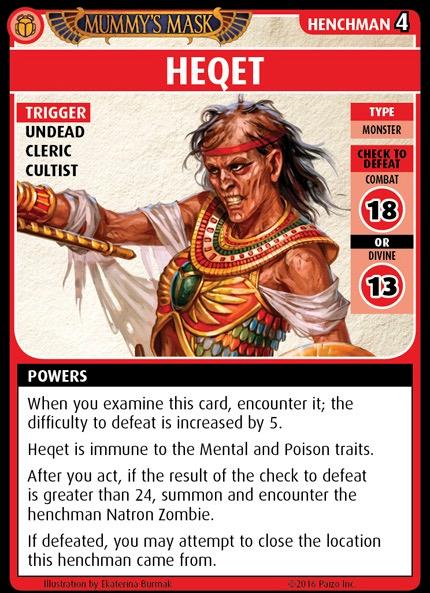 MUMMY'S MASK
HENCHMAN 4
HEQET
TRIGGER
UNDEAD
CLERIC
CULTIST
TYPE
MONSTER
CHECK TO
DEFEAT
COMBAT
18
OR
DIVINE
13
POWERS
When you examine this card, encounter it; the
difficulty to defeat is increased by 5.
Heqet is immune to the Mental and Poison traits.
After you act, if the result of the check to defeat
is greater than 24, summon and encounter the
henchman Natron Zombie.
If defeated, you may attempt to close the location
this henchman came from.
Illustration by Ekaterina Burmak
©2016 Paizo Inc.